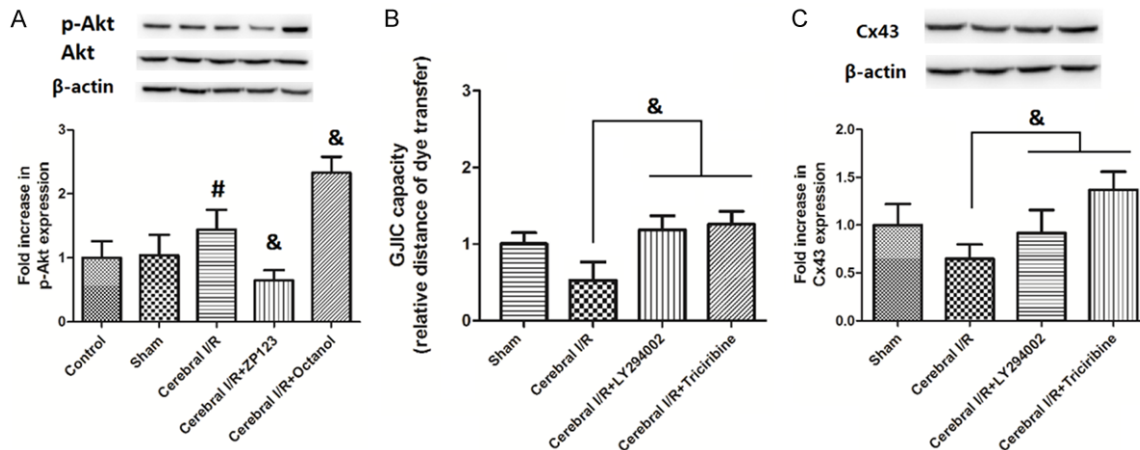 A
p-Akt
Akt
β-actin
Fold increase in
p-Akt expression
3
2
1
0
#
&
&
Control
Sham
Cerebral I/R
Cerebral I/R+ZP123
Cerebral I/R+Octanol
B
GJIC capacity
(relative distance of dye transfer)
3
2
1
0
&
Sham
Cerebral I/R
Cerebral I/R+LY294002
Cerebral I/R+Triciribine
C
Cx43
β-actin
Fold increase in
Cx43 expression
2.0
1.5
1.0
0.5
0.0
&
Sham
Cerebral I/R
Cerebral I/R+LY294002
Cerebral I/R+Triciribine